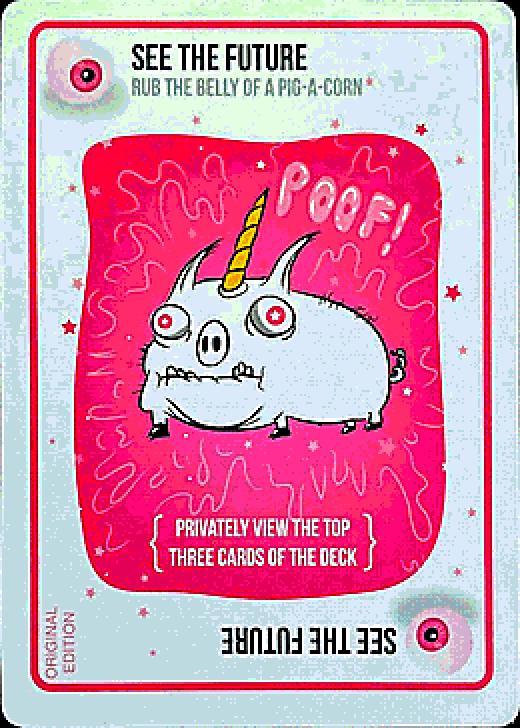 SEE THE FUTURE
RUB THE BELLY OF A PIG-A-CORN
POOF!
PRIVATELY VIEW THE TOP
THREE CARDS OF THE DECK
ORIGINAL
EDITION
SEE THE FUTURE